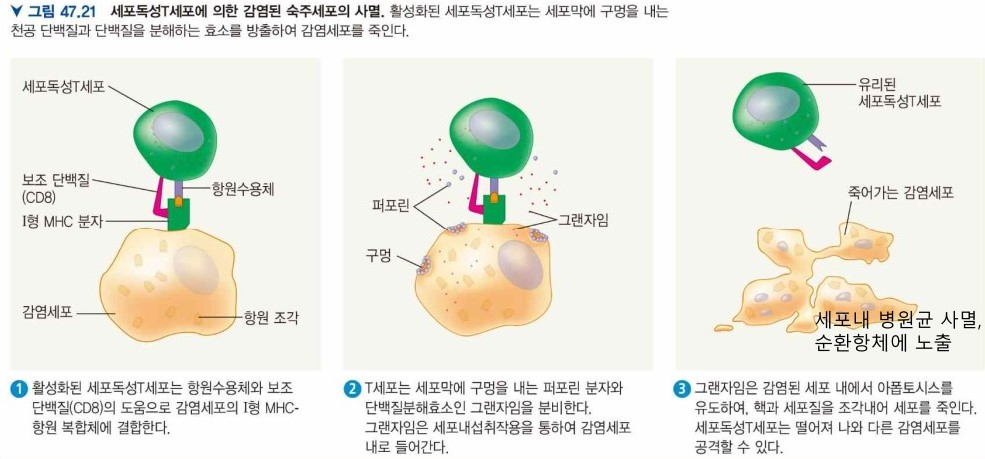 ▼ 그림 47.21 세포독성T세포에 의한 감염된 숙주세포의 사멸. 활성화된 세포독성T세포는 세포막에 구멍을 내는
천공 단백질과 단백질을 분해하는 효소를 방출하여 감염세포를 죽인다.
세포독성T세포
보조 단백질
(CD8)
항원수용체
I형 MHC 분자
감염세포
항원 조각
퍼포린
그랜자임
구멍
유리된
세포독성T세포
죽어가는 감염세포
세포내 병원균 사멸,
순환항체에 노출
1 활성화된 세포독성T세포는 항원수용체와 보조
단백질(CD8)의 도움으로 감염세포의 I형 MHC-
항원 복합체에 결합한다.
2 T세포는 세포막에 구멍을 내는 퍼포린 분자와
단백질분해효소인 그랜자임을 분비한다.
그랜자임은 세포내섭취작용을 통하여 감염세포
내로 들어간다.
3 그랜자임은 감염된 세포 내에서 아폽토시스를
유도하여, 핵과 세포질을 조각내어 세포를 죽인다.
세포독성T세포는 떨어져 나와 다른 감염세포를
공격할 수 있다.